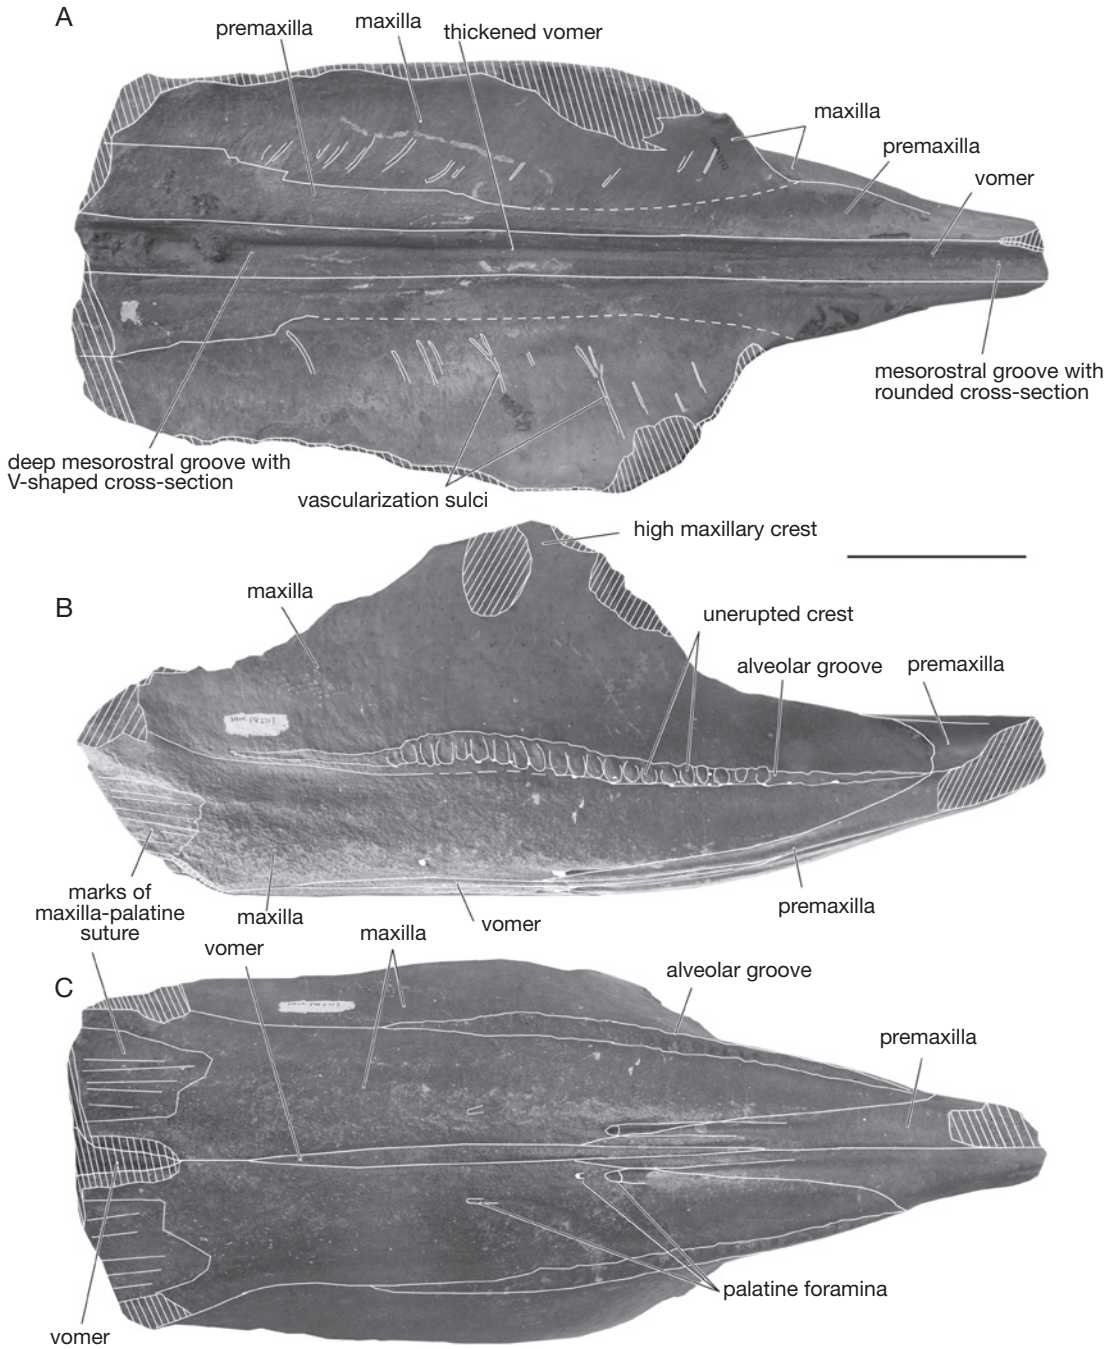 A
premaxilla
maxilla
thickened vomer
maxilla
premaxilla
vomer
mesorostral groove with
rounded cross-section
deep mesorostral groove with
V-shaped cross-section
vascularization sulci
high maxillary crest
B
maxilla
unerupted crest
alveolar groove
premaxilla
marks of
maxilla-palatine
suture
maxilla
vomer
premaxilla
vomer
maxilla
C
alveolar groove
premaxilla
palatine foramina
vomer